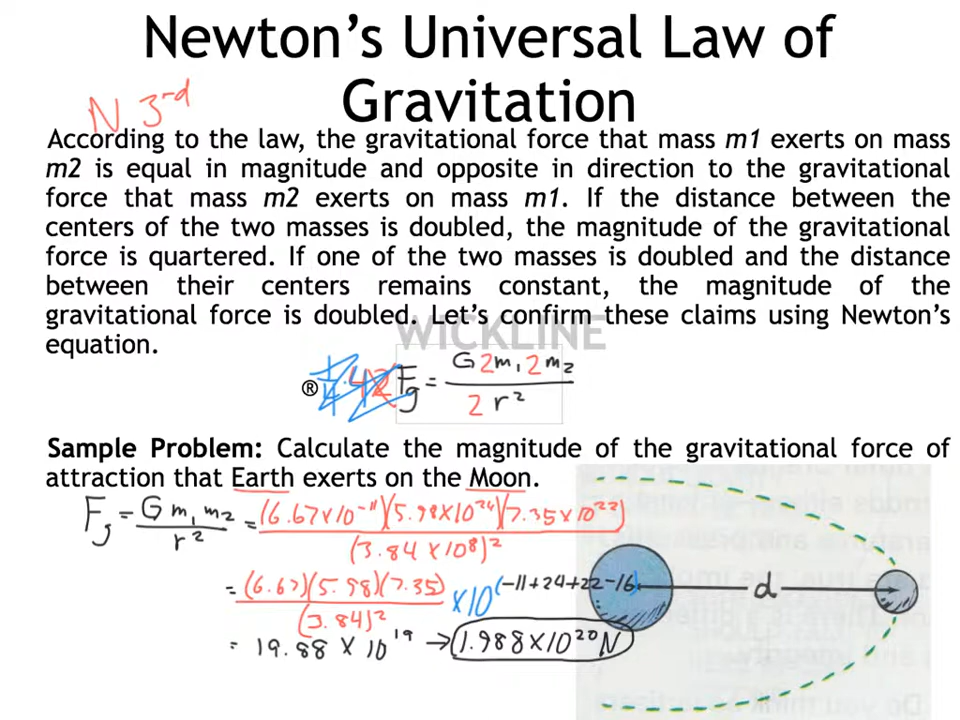 Newton's Universal Law of
Gravitation
N 3rd
According to the law, the gravitational force that mass m1 exerts on mass
m2 is equal in magnitude and opposite in direction to the gravitational
force that mass m2 exerts on mass m1. If the distance between the
centers of the two masses is doubled, the magnitude of the gravitational
force is quartered. If one of the two masses is doubled and the distance
between their centers remains constant, the magnitude of the
gravitational force is doubled. Let's confirm these claims using Newton's
equation.
WICKLINE
® Fg = G 2m₁ 2m₂ / 2 r²
Sample Problem: Calculate the magnitude of the gravitational force of
attraction that Earth exerts on the Moon.
Fg = G m₁ m₂ / r² = (6.67×10⁻¹¹)(5.98×10²⁴)(7.35×10²²) / (3.84×10⁸)²
= (6.67)(5.98)(7.35) / (3.84)² ×10^(-11+24+22-16)
d
= 19.88 × 10¹⁹ → 1.988×10²⁰ N